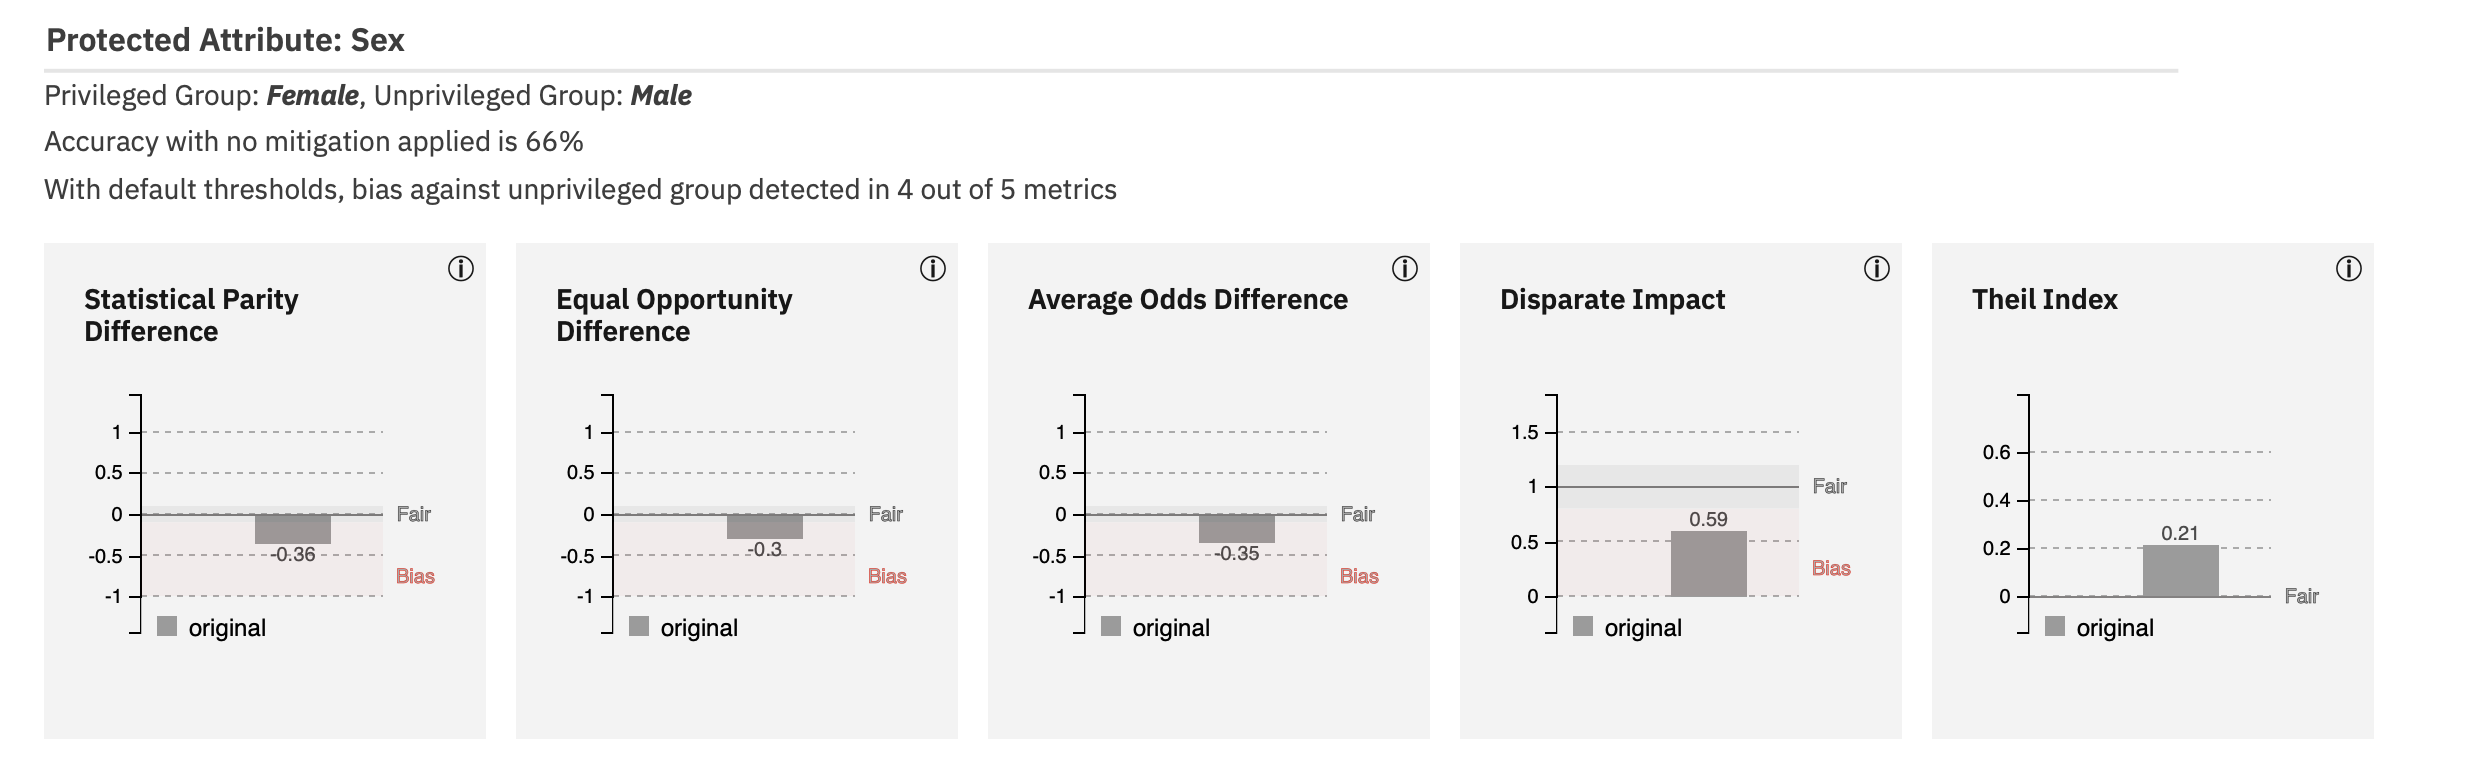 Protected Attribute: Sex
Privileged Group: Female, Unprivileged Group: Male
Accuracy with no mitigation applied is 66%
With default thresholds, bias against unprivileged group detected in 4 out of 5 metrics
Statistical Parity
Difference
1
0.5
0
-0.5
-1
Fair
Bias
-0.36
original
Equal Opportunity
Difference
1
0.5
0
-0.5
-1
Fair
Bias
-0.3
original
Average Odds Difference
1
0.5
0
-0.5
-1
Fair
Bias
-0.35
original
Disparate Impact
1.5
1
0.5
0
Fair
Bias
0.59
original
Theil Index
0.6
0.4
0.2
0
0.21
Fair
original